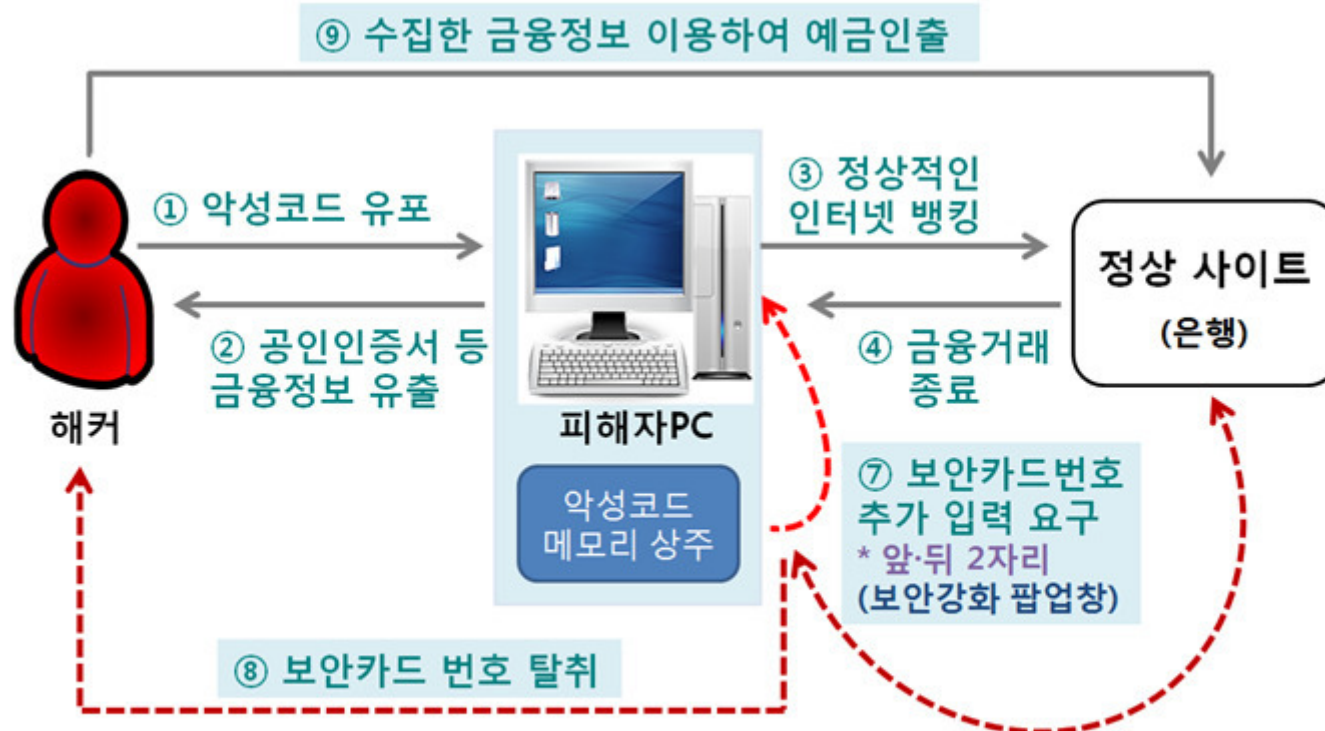 ⑨ 수집한 금융정보 이용하여 예금인출
① 악성코드 유포
③ 정상적인
인터넷 뱅킹
정상 사이트
(은행)
② 공인인증서 등
금융정보 유출
④ 금융거래
종료
해커
피해자PC
악성코드
메모리 상주
⑦ 보안카드번호
추가 입력 요구
* 앞·뒤 2자리
(보안강화 팝업창)
⑧ 보안카드 번호 탈취